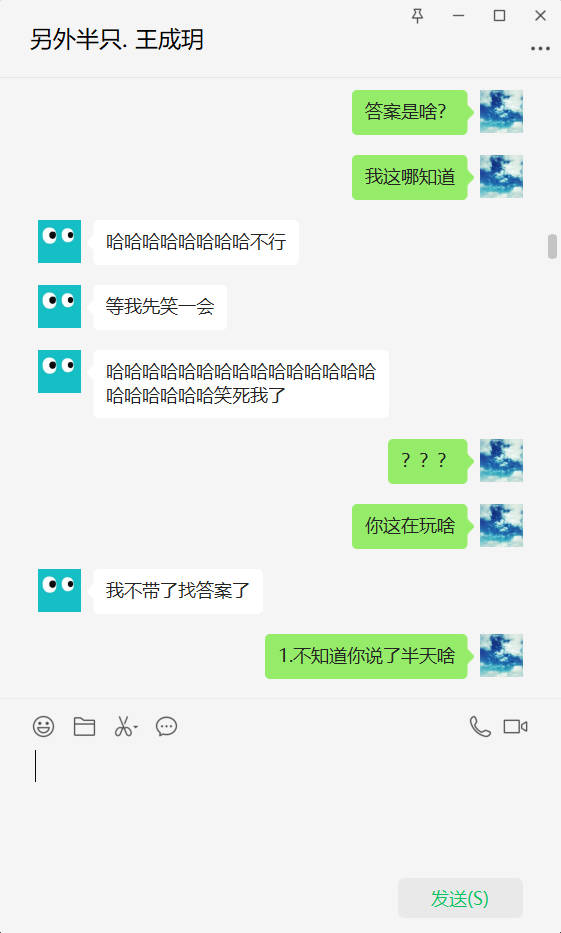 另外半只. 王成玥
答案是啥？
我这哪知道
哈哈哈哈哈哈哈哈不行
等我先笑一会
哈哈哈哈哈哈哈哈哈哈哈哈哈哈哈
哈哈哈哈哈哈笑死我了
？？？
你这在玩啥
我不带了找答案了
1.不知道你说了半天啥
发送(S)